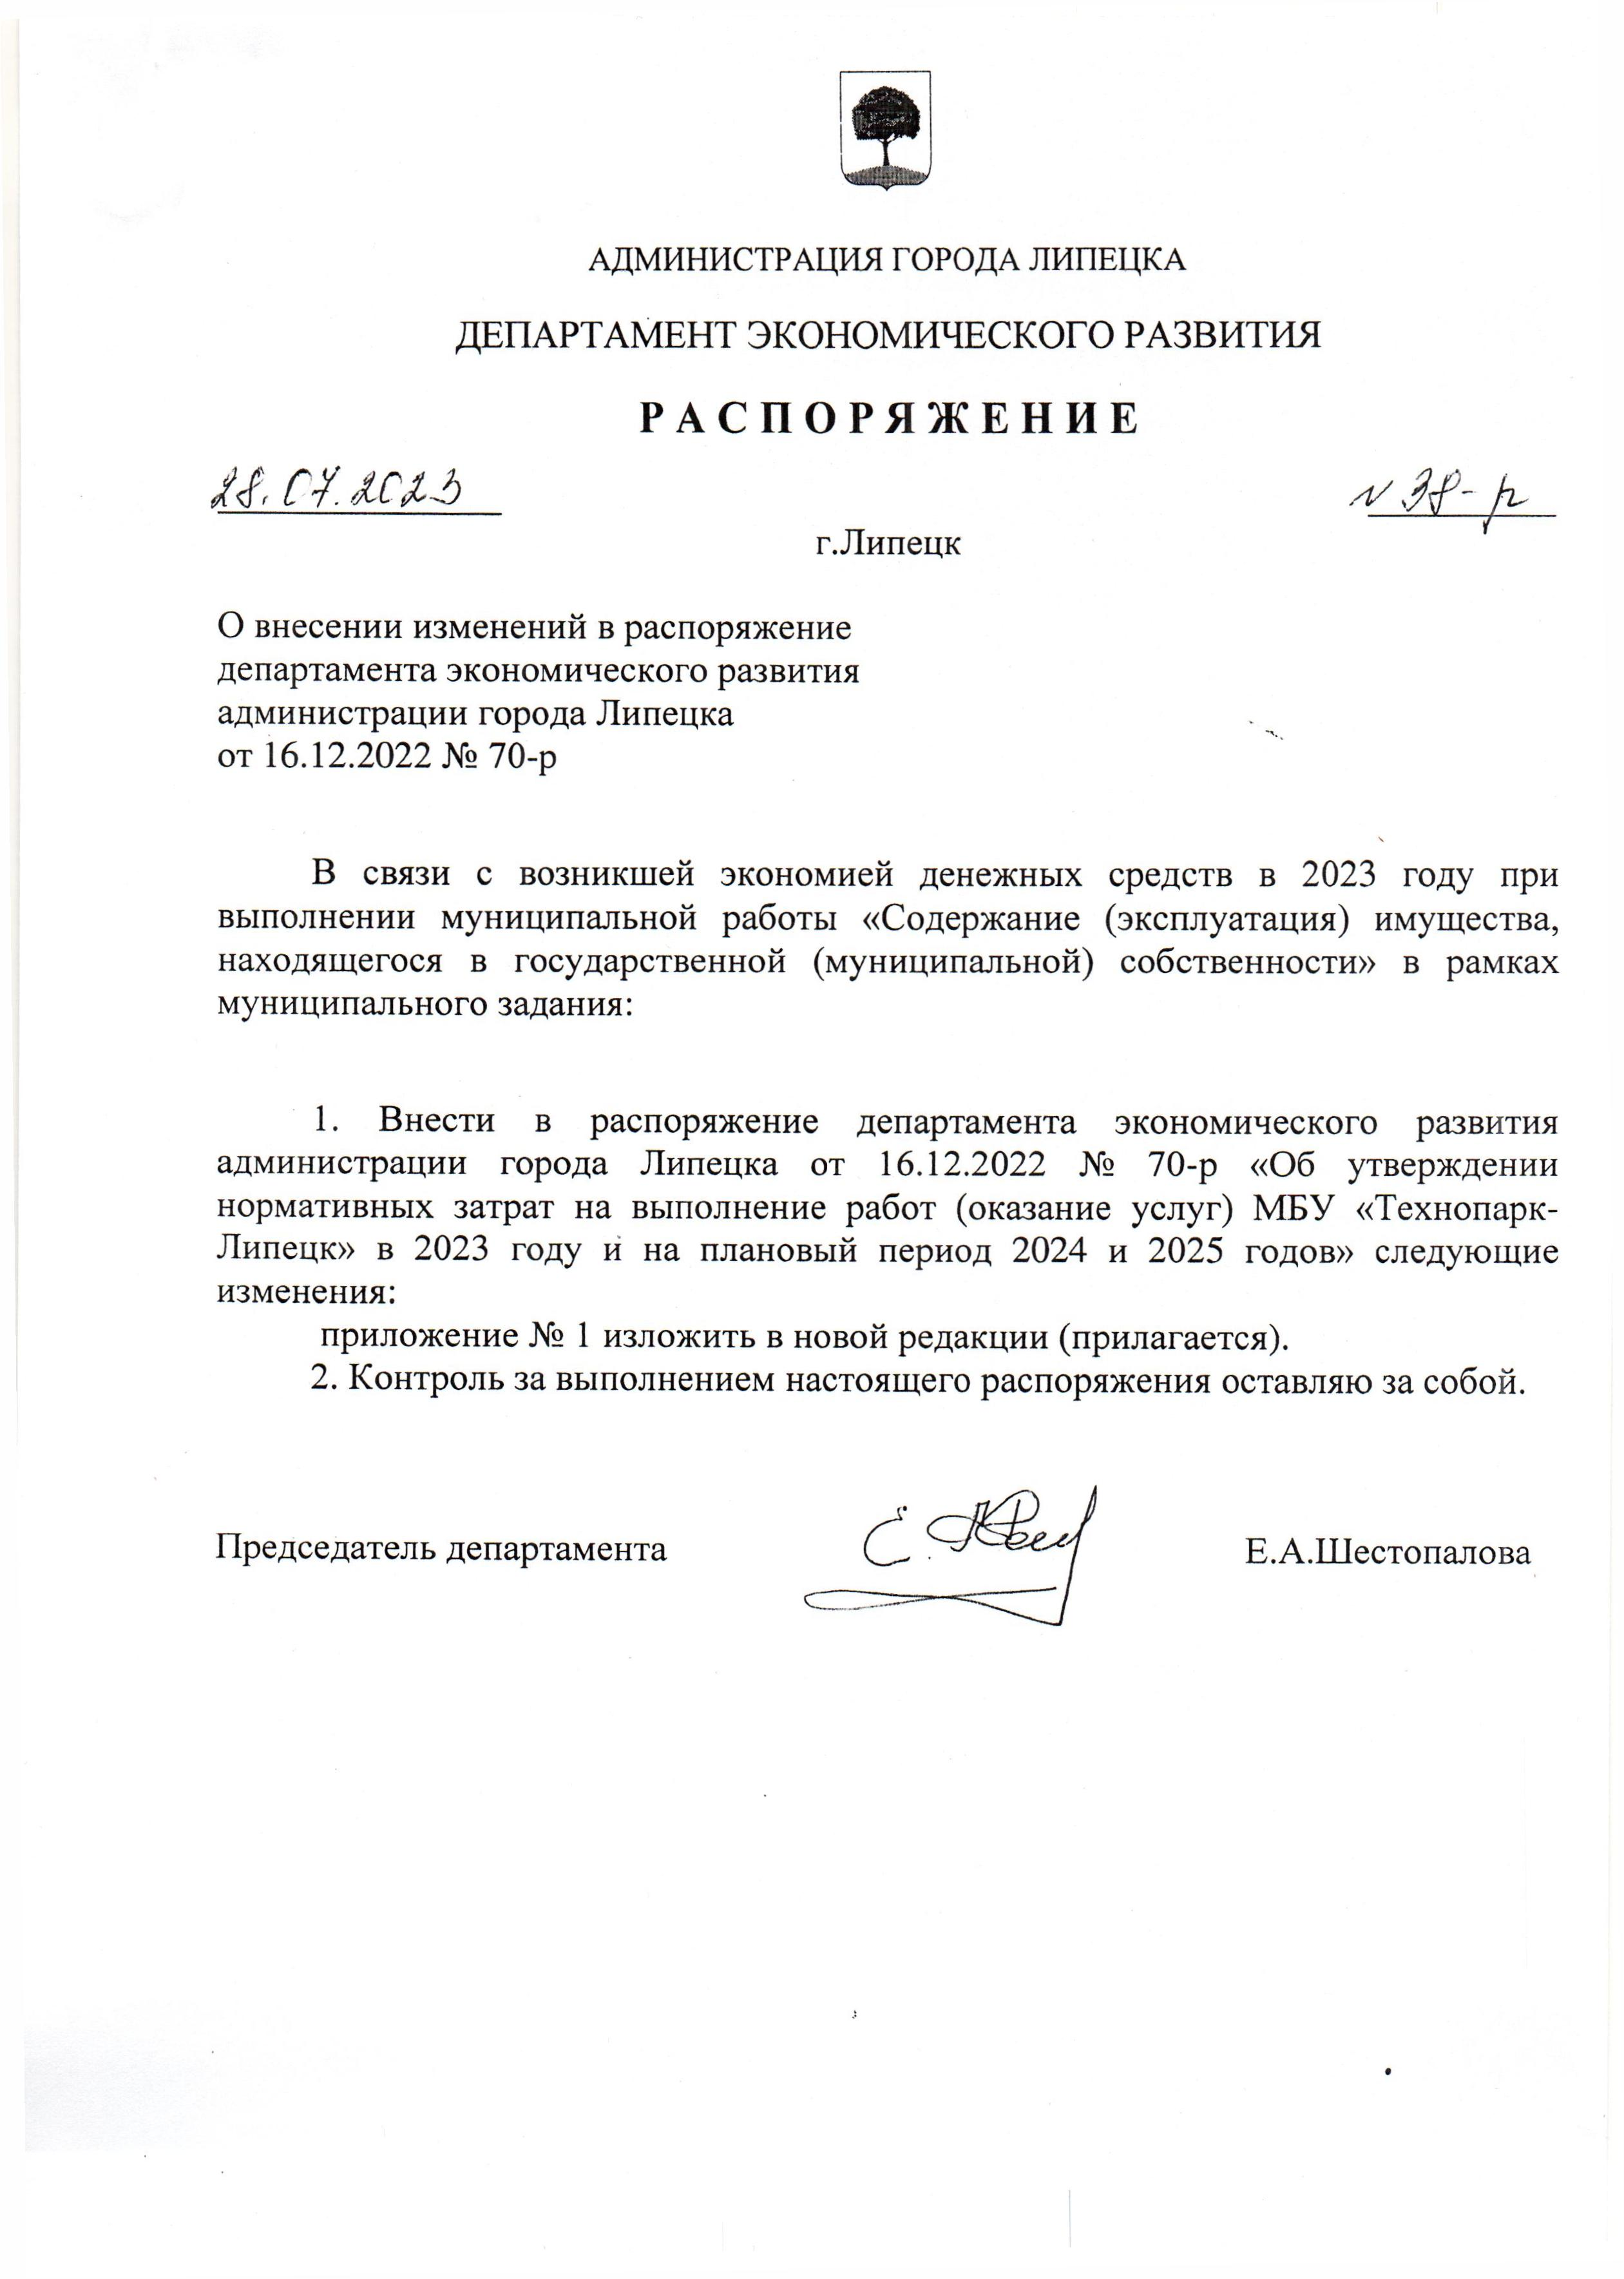 АДМИНИСТРАЦИЯ ГОРОДА ЛИПЕЦКА
ДЕПАРТАМЕНТ ЭКОНОМИЧЕСКОГО РАЗВИТИЯ
РАСПОРЯЖЕНИЕ
28.07.2023
N 38-р
г.Липецк
О внесении изменений в распоряжение
департамента экономического развития
администрации города Липецка
от 16.12.2022 № 70-р
В связи с возникшей экономией денежных средств в 2023 году при
выполнении муниципальной работы «Содержание (эксплуатация) имущества,
находящегося в государственной (муниципальной) собственности» в рамках
муниципального задания:
1. Внести в распоряжение департамента экономического развития
администрации города Липецка от 16.12.2022 № 70-р «Об утверждении
нормативных затрат на выполнение работ (оказание услуг) МБУ «Технопарк-
Липецк» в 2023 году и на плановый период 2024 и 2025 годов» следующие
изменения:
приложение № 1 изложить в новой редакции (прилагается).
2. Контроль за выполнением настоящего распоряжения оставляю за собой.
Председатель департамента
Е.А.Шестопалова